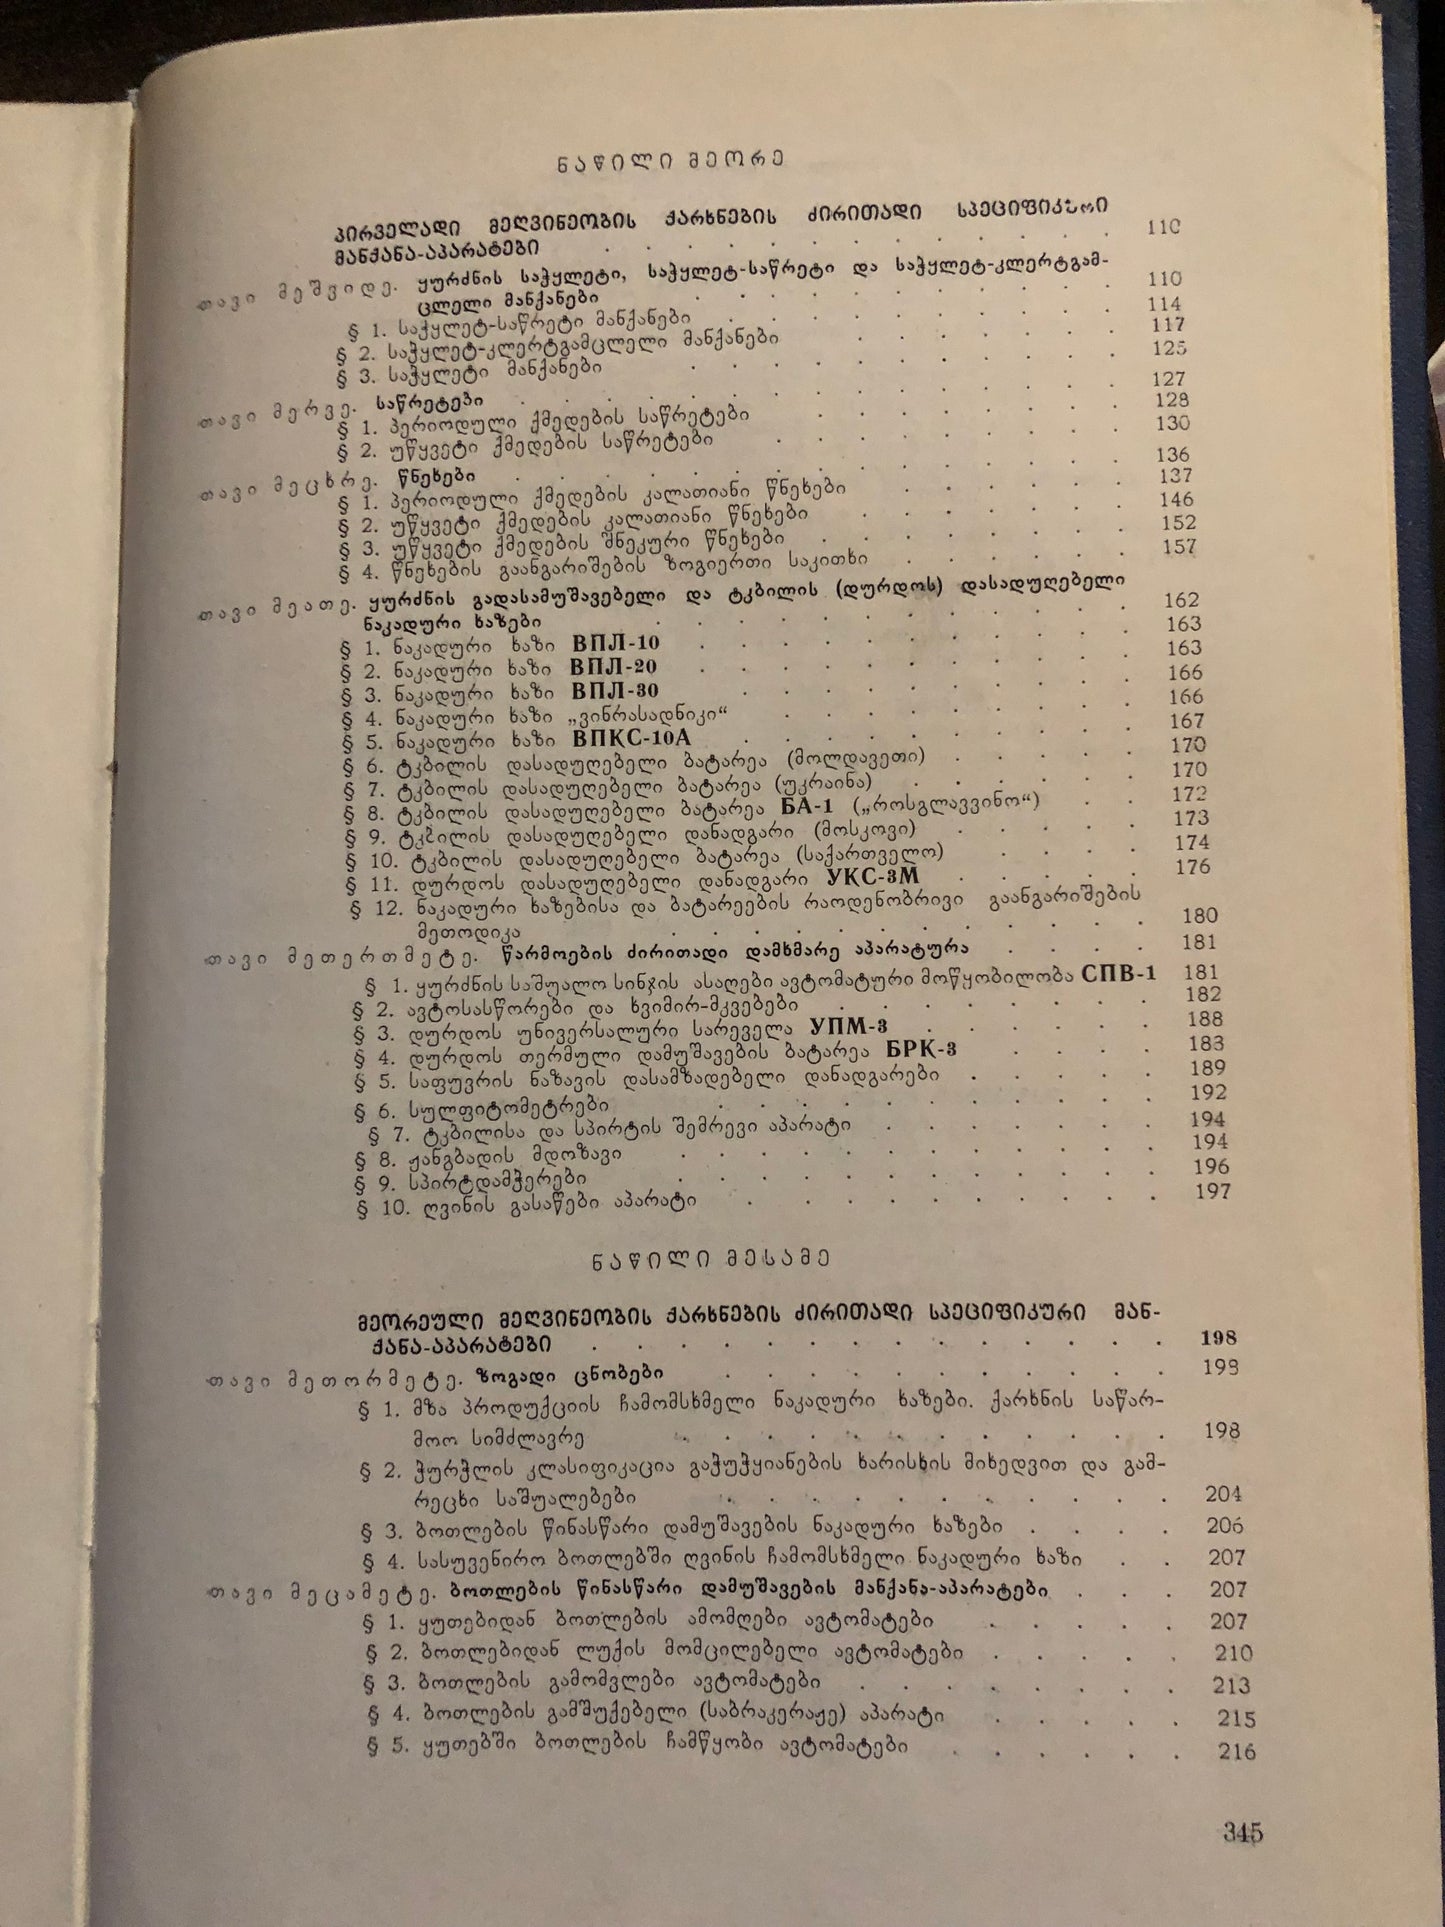 ნაწილი მეორე
პირველადი მეღვინეობის ქარხნების ძირითადი სპეციფიკური
მანქანა-აპარატები . . . . . . . . . . . . 110
თავი მეშვიდე. ყურძნის საჭყლეტი, საჭყლეტ-საწრეტი და საჭყლეტ-კლერტგამ-
ცლელი მანქანები . . . . . . . . . . 110
§ 1. საჭყლეტ-საწრეტი მანქანები . . . . . . . . . 114
§ 2. საჭყლეტ-კლერტგამცლელი მანქანები . . . . . . . 117
§ 3. საჭყლეტი მანქანები . . . . . . . . . . . 125
თავი მერვე. საწრეტები . . . . . . . . . . . . . . 127
§ 1. პერიოდული ქმედების საწრეტები . . . . . . . . 128
§ 2. უწყვეტი ქმედების საწრეტები . . . . . . . . . 130
თავი მეცხრე. წნეხები . . . . . . . . . . . . . . 136
§ 1. პერიოდული ქმედების კალათიანი წნეხები . . . . . . 137
§ 2. უწყვეტი ქმედების კალათიანი წნეხები . . . . . . . 146
§ 3. უწყვეტი ქმედების შნეკური წნეხები . . . . . . . . 152
§ 4. წნეხების გაანგარიშების ზოგიერთი საკითხი . . . . . . 157
თავი მეათე. ყურძნის გადასამუშავებელი და ტკბილის (დურდოს) დასადუღებელი
ნაკადური ხაზები . . . . . . . . . . . . 162
§ 1. ნაკადური ხაზი ВПЛ-10 . . . . . . . . . . . 163
§ 2. ნაკადური ხაზი ВПЛ-20 . . . . . . . . . . . 163
§ 3. ნაკადური ხაზი ВПЛ-30 . . . . . . . . . . 166
§ 4. ნაკადური ხაზი „ვინრასადნიკი“ . . . . . . . . . 166
§ 5. ნაკადური ხაზი ВПКС-10А . . . . . . . . . . 167
§ 6. ტკბილის დასადუღებელი ბატარეა (მოლდავეთი) . . . . . 170
§ 7. ტკბილის დასადუღებელი ბატარეა (უკრაინა) . . . . . . 170
§ 8. ტკბილის დასადუღებელი ბატარეა БА-1 („როსგლავვინო“) . . 172
§ 9. ტკბილის დასადუღებელი დანადგარი (მოსკოვი) . . . . . 173
§ 10. ტკბილის დასადუღებელი ბატარეა (საქართველო) . . . . 174
§ 11. დურდოს დასადუღებელი დანადგარი УКС-3М . . . . . 176
§ 12. ნაკადური ხაზებისა და ბატარეების რაოდენობრივი გაანგარიშების
მეთოდიკა . . . . . . . . . . . . 180
თავი მეთერთმეტე. წარმოების ძირითადი დამხმარე აპარატურა . . . . 181
§ 1. ყურძნის საშუალო სინჯის ასაღები ავტომატური მოწყობილობა СПВ-1 181
§ 2. ავტოსასწორები და ხვიმირ-მკვებები . . . . . . . . 182
§ 3. დურდოს უნივერსალური სარეველა УПМ-3 . . . . . . 188
§ 4. დურდოს თერმული დამუშავების ბატარეა БРК-3 . . . . 183
§ 5. საფუვრის ნაზავის დასამზადებელი დანადგარები . . . . . 189
§ 6. სულფიტომეტრები . . . . . . . . . . . 192
§ 7. ტკბილისა და სპირტის შემრევი აპარატი . . . . . . . 194
§ 8. ჟანგბადის მდოზავი . . . . . . . . . . . . 194
§ 9. სპირტდამჭერები . . . . . . . . . . . . 196
§ 10. ღვინის გასაწები აპარატი . . . . . . . . . . 197
ნაწილი მესამე
მეორეული მეღვინეობის ქარხნების ძირითადი სპეციფიკური მან-
ქანა-აპარატები . . . . . . . . . . . . . 198
თავი მეთორმეტე. ზოგადი ცნობები . . . . . . . . . . . 198
§ 1. მზა პროდუქციის ჩამომსხმელი ნაკადური ხაზები. ქარხნის საწარ-
მოო სიმძლავრე . . . . . . . . . . . . 198
§ 2. ჭურჭლის კლასიფიკაცია გაჭუჭყიანების ხარისხის მიხედვით და გამ-
რეცხი საშუალებები . . . . . . . . . . . 204
§ 3. ბოთლების წინასწარი დამუშავების ნაკადური ხაზები . . . . 206
§ 4. სასუვენირო ბოთლებში ღვინის ჩამომსხმელი ნაკადური ხაზი . . 207
თავი მეცამეტე. ბოთლების წინასწარი დამუშავების მანქანა-აპარატები . . . 207
§ 1. ყუთებიდან ბოთლების ამომღები ავტომატები . . . . . 207
§ 2. ბოთლებიდან ლუქის მომცილებელი ავტომატები . . . . . 210
§ 3. ბოთლების გამომვლები ავტომატები . . . . . . . . 213
§ 4. ბოთლების გამშუქებელი (საბრაკერაჟე) აპარატი . . . . . 215
§ 5. ყუთებში ბოთლების ჩამწყობი ავტომატები . . . . . . 216
345